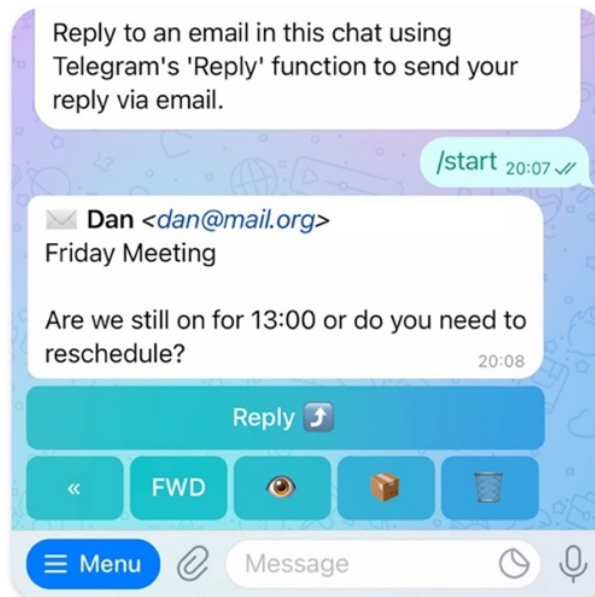 Reply to an email in this chat using
Telegram's 'Reply' function to send your
reply via email.
/start 20:07
Dan <dan@mail.org>
Friday Meeting
Are we still on for 13:00 or do you need to
reschedule?
20:08
Reply
« FWD
Menu Message